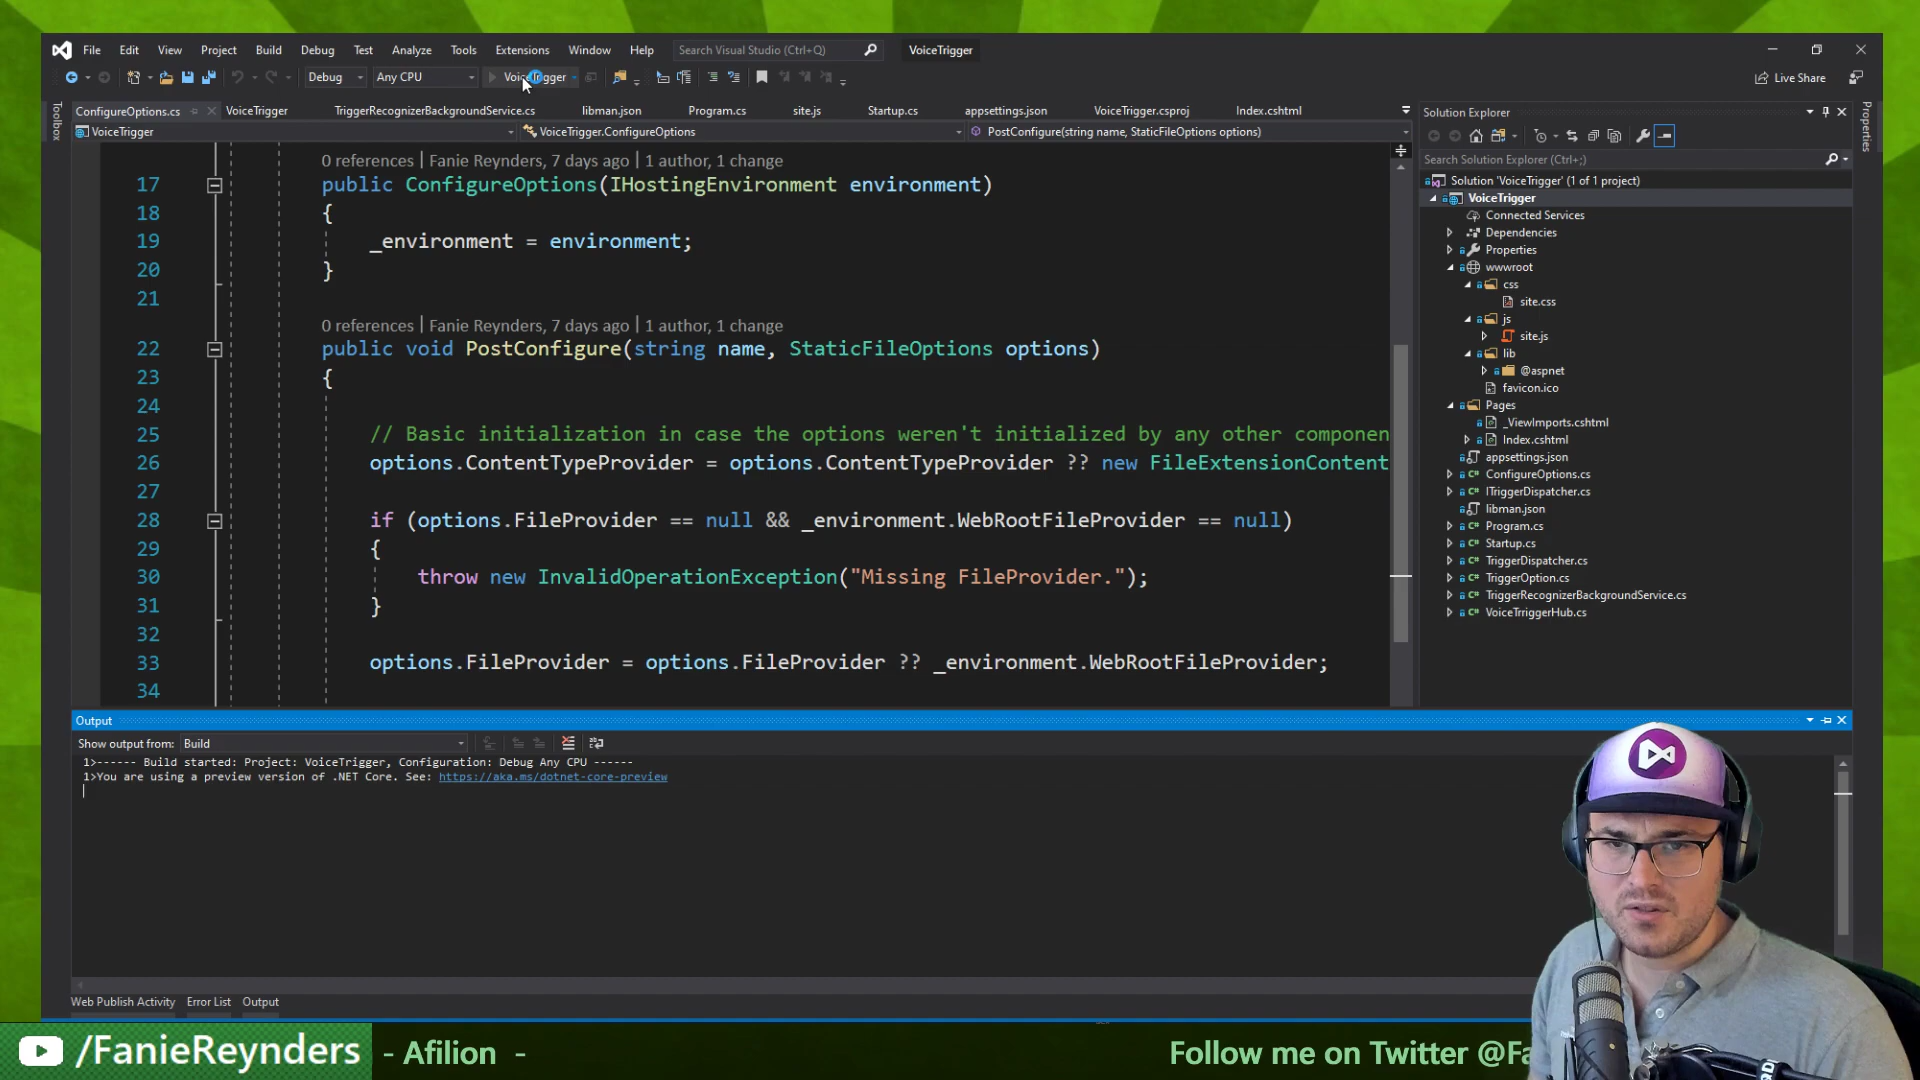 File Edit View Project Build Debug Test Analyze Tools Extensions Window Help Search Visual Studio (Ctrl+Q) VoiceTrigger
Debug Any CPU Live Share
ConfigureOptions.cs VoiceTrigger TriggerRecognizerBackgroundService.cs libman.json Program.cs site.js Startup.cs appsettings.json VoiceTrigger.csproj Index.cshtml
VoiceTrigger VoiceTrigger.ConfigureOptions PostConfigure(string name, StaticFileOptions options)
Toolbox
0 references | Fanie Reynders, 7 days ago | 1 author, 1 change
17 public ConfigureOptions(IHostingEnvironment environment)
18 {
19 _environment = environment;
20 }
21
0 references | Fanie Reynders, 7 days ago | 1 author, 1 change
22 public void PostConfigure(string name, StaticFileOptions options)
23 {
24
25 // Basic initialization in case the options weren't initialized by any other componen
26 options.ContentTypeProvider = options.ContentTypeProvider ?? new FileExtensionContent
27
28 if (options.FileProvider == null && _environment.WebRootFileProvider == null)
29 {
30 throw new InvalidOperationException("Missing FileProvider.");
31 }
32
33 options.FileProvider = options.FileProvider ?? _environment.WebRootFileProvider;
34
Solution Explorer
Search Solution Explorer (Ctrl+;)
Solution 'VoiceTrigger' (1 of 1 project)
VoiceTrigger
Connected Services
Dependencies
Properties
wwwroot
css
site.css
js
site.js
lib
@aspnet
favicon.ico
Pages
_ViewImports.cshtml
Index.cshtml
appsettings.json
ConfigureOptions.cs
ITriggerDispatcher.cs
libman.json
Program.cs
Startup.cs
TriggerDispatcher.cs
TriggerOption.cs
TriggerRecognizerBackgroundService.cs
VoiceTrriggerHub.cs
Properties
Output
Show output from: Build
1>------ Build started: Project: VoiceTrigger, Configuration: Debug Any CPU ------
1>You are using a preview version of .NET Core. See: https://aka.ms/dotnet-core-preview
Web Publish Activity Error List Output
/FanieReynders - Afilion - Follow me on Twitter